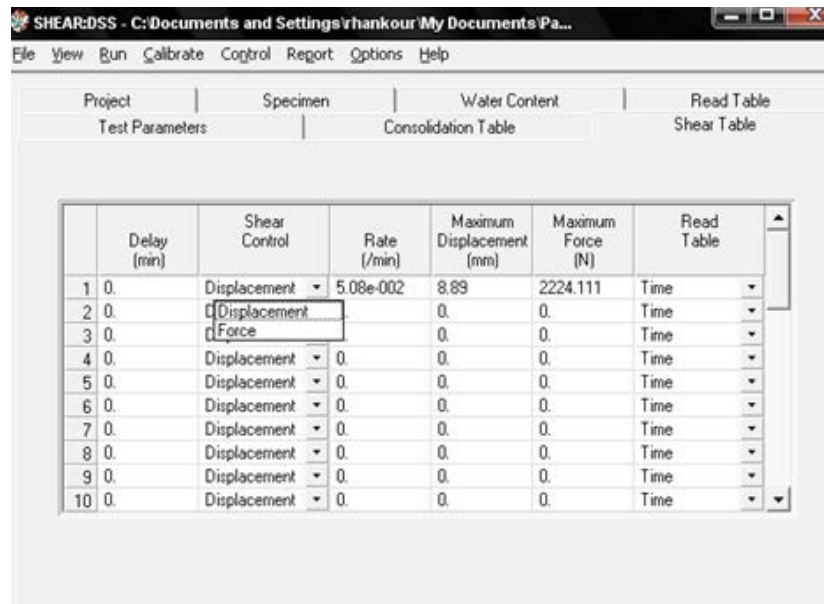 SHEAR:DSS - C:\Documents and Settings\rhankour\My Documents\Pa...
File View Run Calibrate Control Report Options Help
Project Specimen Water Content Read Table
Test Parameters Consolidation Table Shear Table
Delay (min) Shear Control Rate (/min) Maximum Displacement (mm) Maximum Force (N) Read Table
1 0. Displacement 5.08e-002 8.89 2224.111 Time
2 0. Displacement 0. 0. Time
3 0. Force 0. 0. Time
4 0. Displacement 0. 0. 0. Time
5 0. Displacement 0. 0. 0. Time
6 0. Displacement 0. 0. 0. Time
7 0. Displacement 0. 0. 0. Time
8 0. Displacement 0. 0. 0. Time
9 0. Displacement 0. 0. 0. Time
10 0. Displacement 0. 0. 0. Time